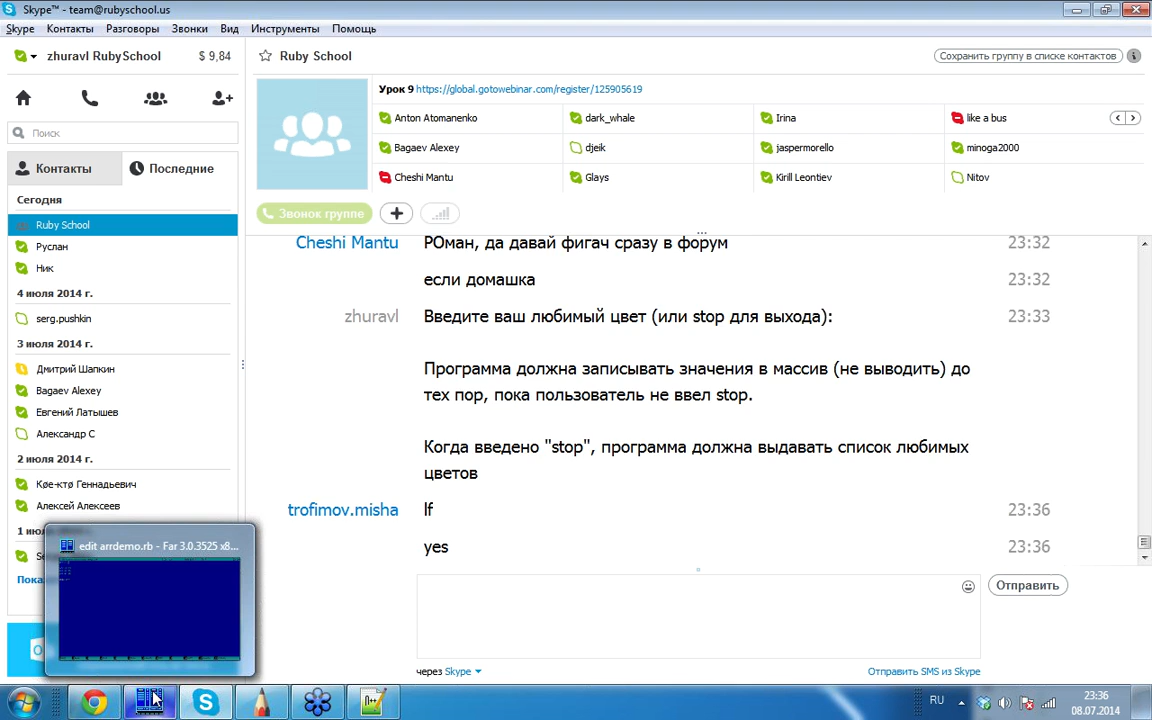 Skype™ - team@rubyschool.us
Skype Контакты Разговоры Звонки Вид Инструменты Помощь
zhuravl RubySchool $ 9,84
Ruby School
Сохранить группу в списке контактов
Урок 9 https://global.gotowebinar.com/register/125905619
Anton Atomanenko dark_whale Irina like a bus
Bagaev Alexey djeik jaspermorello minoga2000
Cheshi Mantu Glays Kirill Leontiev Nitov
Звонок группе
Поиск
Контакты Последние
Сегодня
Ruby School
Руслан
Ник
4 июля 2014 г.
serg.pushkin
3 июля 2014 г.
Дмитрий Шапкин
Bagaev Alexey
Евгений Латышев
Александр С
2 июля 2014 г.
Køe-ктø Геннадьевич
Алексей Алексеев
1 июл
Пока
edit arrdemo.rb - Far 3.0.3525 x8...
Cheshi Mantu РОман, да давай фигач сразу в форум 23:32
если домашка 23:32
zhuravl Введите ваш любимый цвет (или stop для выхода): 23:33
Программа должна записывать значения в массив (не выводить) до
тех пор, пока пользователь не ввел stop.
Когда введено "stop", программа должна выдавать список любимых
цветов
trofimov.misha lf 23:36
yes 23:36
Отправить
через Skype
Отправить SMS из Skype
RU
23:36
08.07.2014